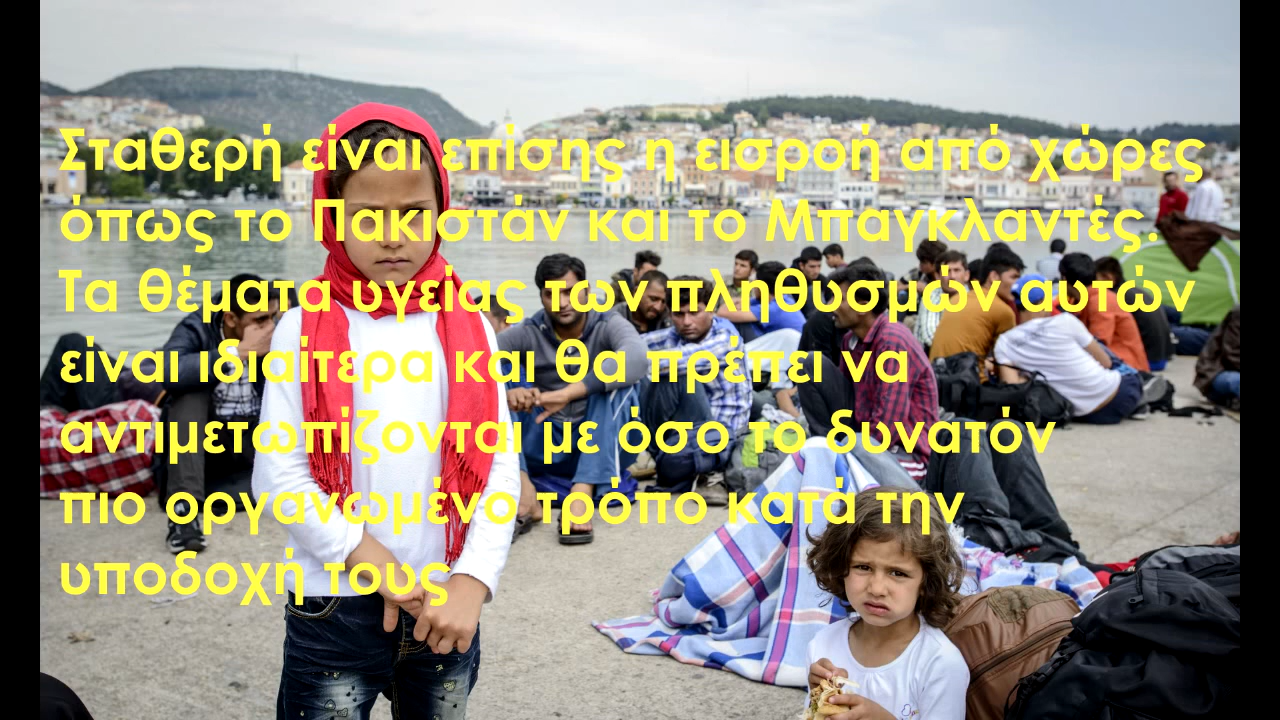 Σταθερή είναι επίσης η εισροή από χώρες
όπως το Πακιστάν και το Μπαγκλαντές.
Τα θέματα υγείας των πληθυσμών αυτών
είναι ιδιαίτερα και θα πρέπει να
αντιμετωπίζονται με όσο το δυνατόν
πιο οργανωμένο τρόπο κατά την
υποδοχή τους